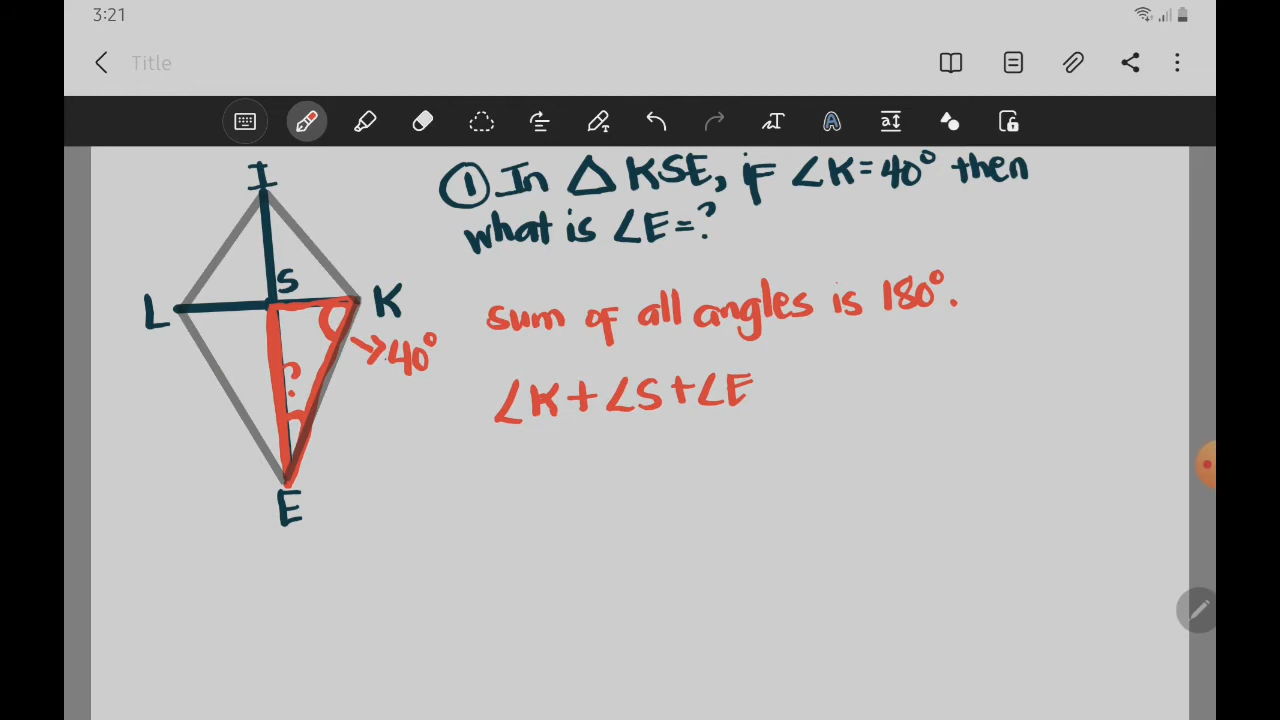 3:21
Title
① In △ KSE, if ∠K=40° then
what is ∠E=?
I
S
L
K
sum of all angles is 180°.
→40°
?
∠K+∠S+∠E
E